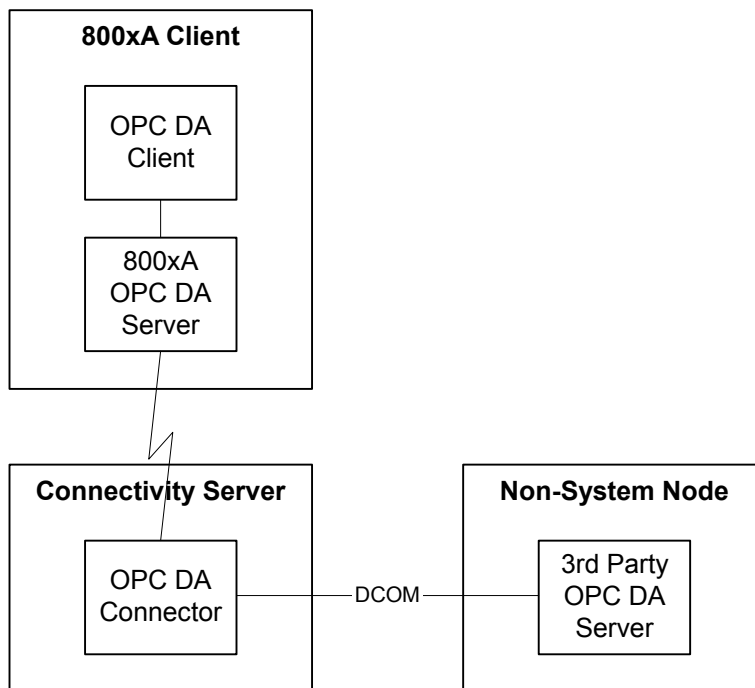 800xA Client
OPC DA
Client
800xA
OPC DA
Server
Connectivity Server
OPC DA
Connector
DCOM
Non-System Node
3rd Party
OPC DA
Server